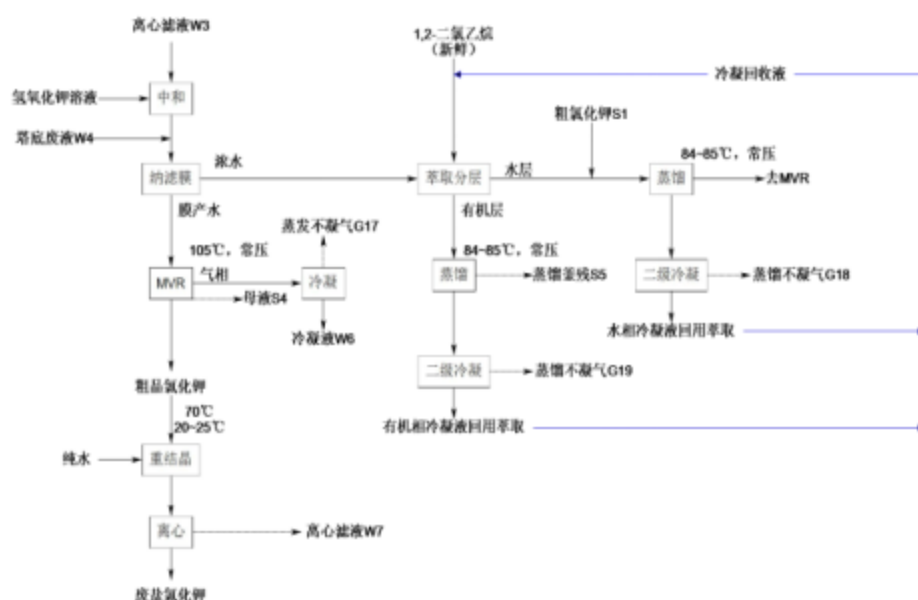 离心滤液W3
1,2-二氯乙烷
（新鲜）
冷凝回收液
氢氧化钾溶液
中和
粗氯化钾S1
塔底废液W4
浓水
水层
84~85℃，常压
纳滤膜
萃取分层
蒸馏
去MVR
膜产水
有机层
蒸发不凝气G17
105℃，常压
84~85℃，常压
MVR
气相
冷凝
蒸馏
蒸馏釜残S5
二级冷凝
蒸馏不凝气G18
母液S4
冷凝液W6
水相冷凝液回用萃取
二级冷凝
蒸馏不凝气G19
粗品氯化钾
70℃
20~25℃
有机相冷凝液回用萃取
纯水
重结晶
离心
离心滤液W7
废盐氯化钾